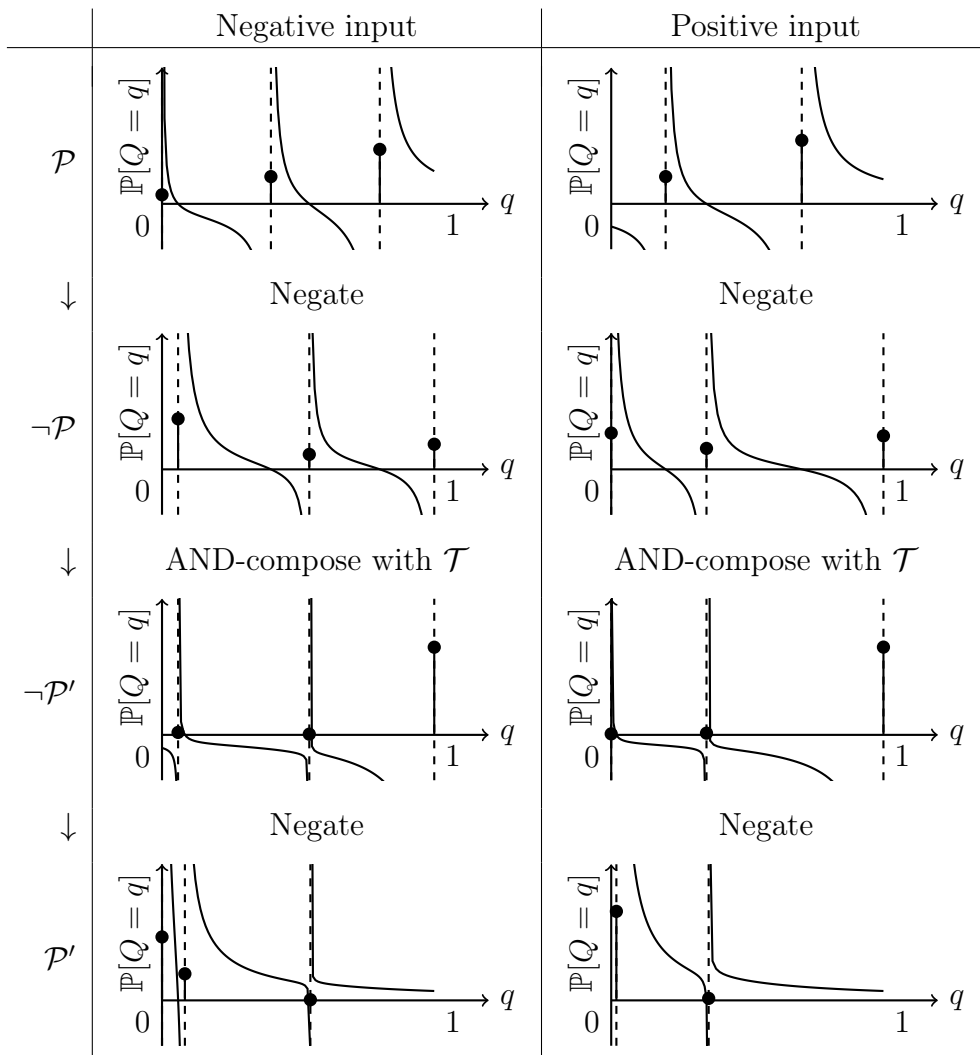 Negative input Positive input
𝒫
ℙ[Q = q]
0
1
q
ℙ[Q = q]
0
1
q
↓ Negate Negate
¬𝒫
ℙ[Q = q]
0
1
q
ℙ[Q = q]
0
1
q
↓ AND-compose with 𝒯 AND-compose with 𝒯
¬𝒫′
ℙ[Q = q]
0
1
q
ℙ[Q = q]
0
1
q
↓ Negate Negate
𝒫′
ℙ[Q = q]
0
1
q
ℙ[Q = q]
0
1
q